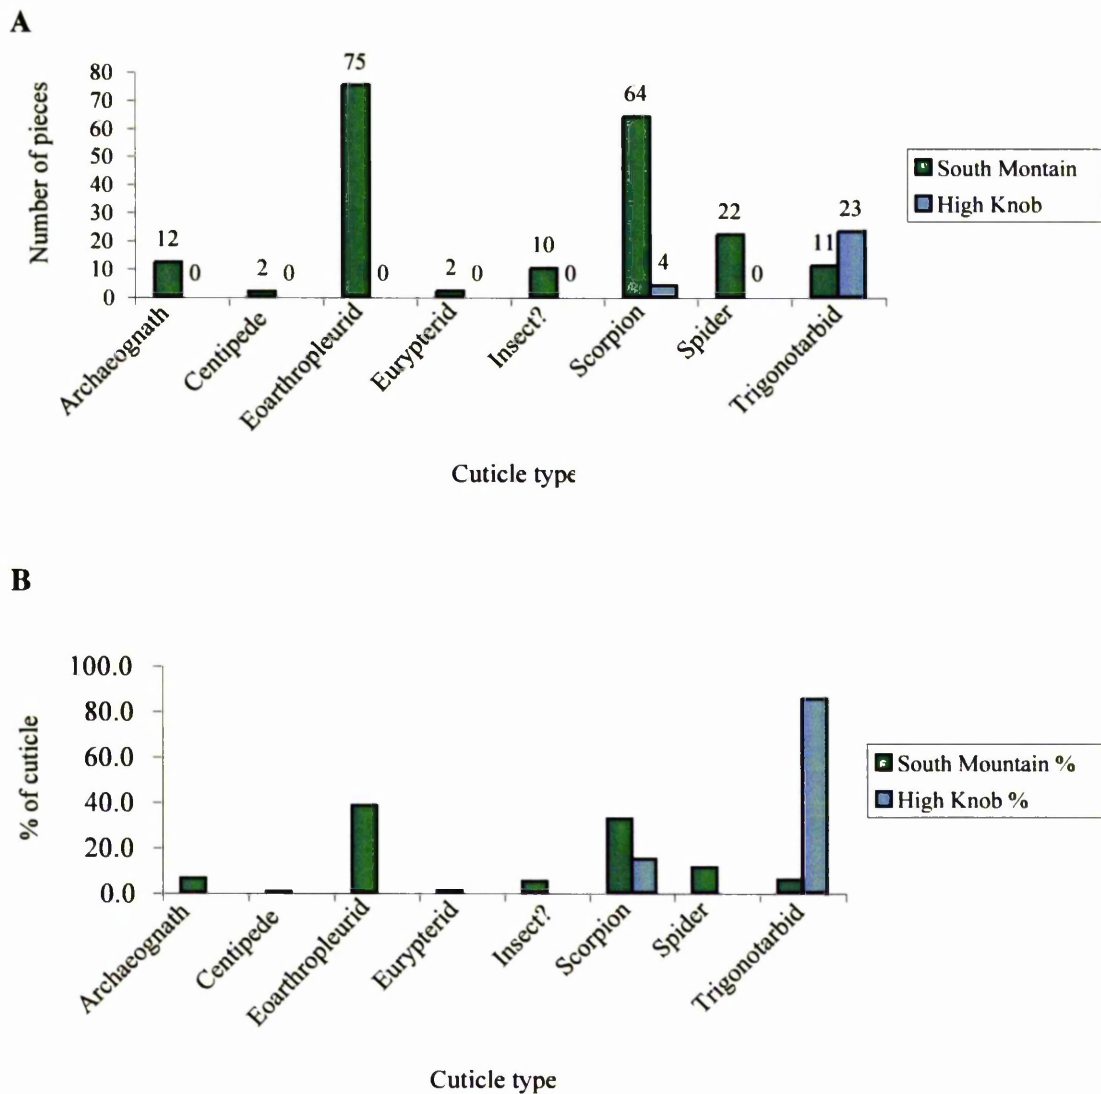 A
Number of pieces
80
70
60
50
40
30
20
10
0
12
0
2
0
75
0
2
0
10
0
64
4
22
0
11
23
Archaeognath
Centipede
Eoarthropleurid
Eurypterid
Insect?
Scorpion
Spider
Trigonotarbid
Cuticle type
South Montain
High Knob
B
% of cuticle
100.0
80.0
60.0
40.0
20.0
0.0
Archaeognath
Centipede
Eoarthropleurid
Eurypterid
Insect?
Scorpion
Spider
Trigonotarbid
Cuticle type
South Mountain %
High Knob %